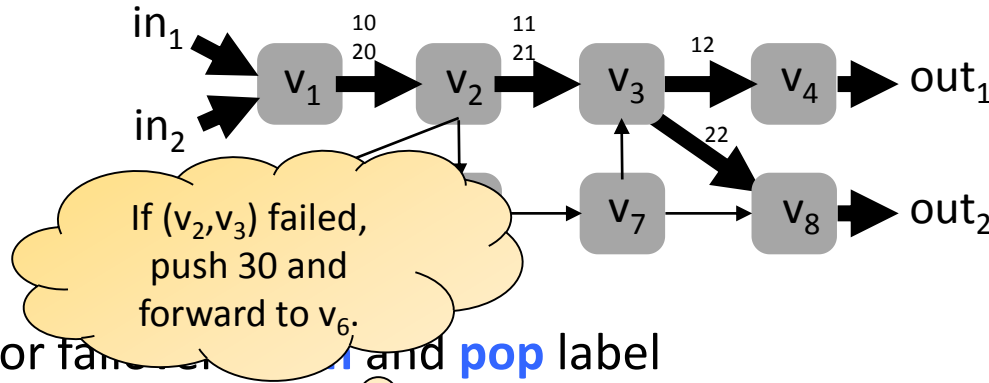 in₁
10
20
11
21
12
v₁
v₂
v₃
v₄
out₁
in₂
22
v₇
v₈
out₂
If (v₂,v₃) failed,
push 30 and
forward to v₆.
or and pop label